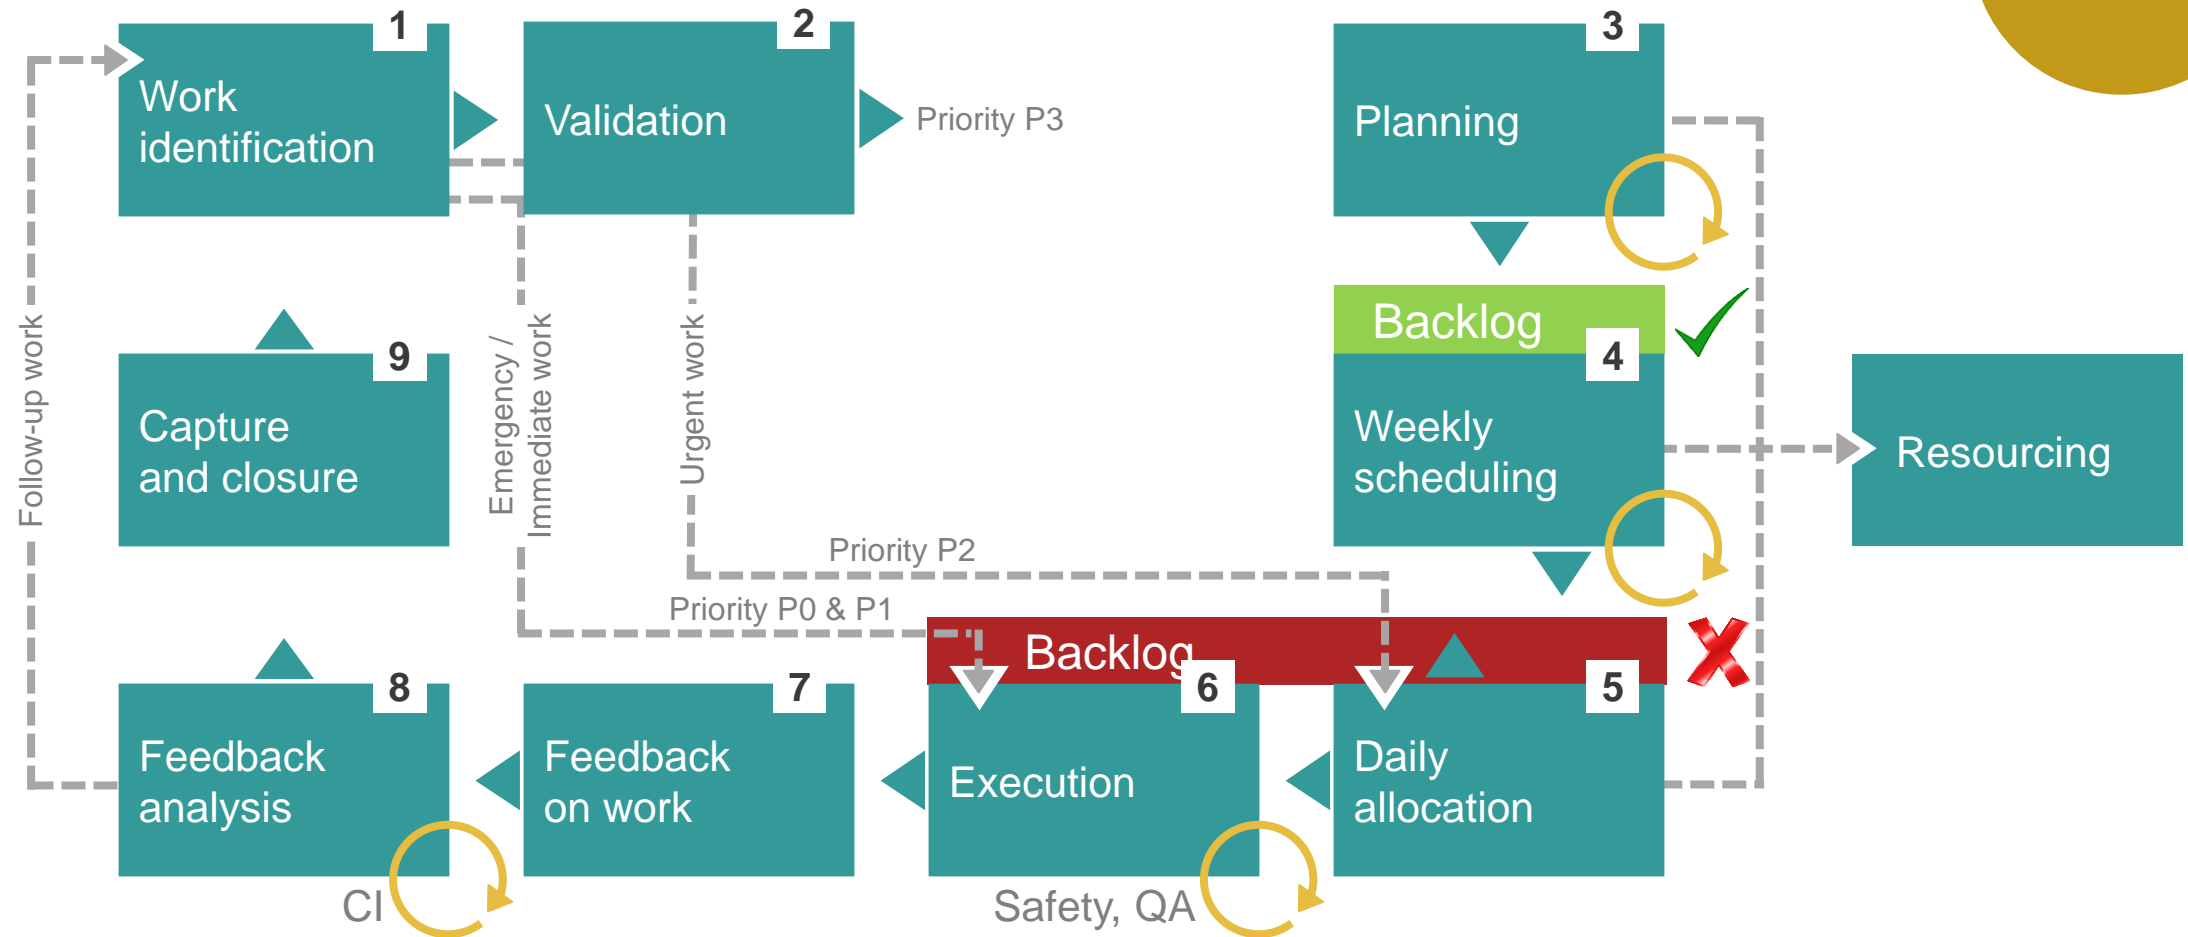 1
Work
identification
2
Validation
Priority P3
3
Planning
Backlog
4
Weekly
scheduling
Resourcing
9
Capture
and closure
Follow-up work
Emergency /
Immediate work
Urgent work
Priority P2
Priority P0 & P1
Backlog
8
Feedback
analysis
CI
7
Feedback
on work
6
Execution
Safety, QA
5
Daily
allocation